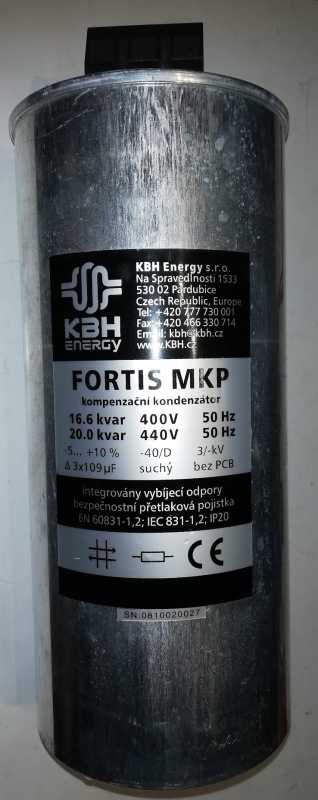 KBH
ENERGY
KBH Energy s.r.o.
Na Spravedlnosti 1533
530 02 Pardubice
Czech Republic, Europe
Tel: +420 777 730 001
Fax: +420 466 330 714
Email: kbh@kbh.cz
www.KBH.cz
FORTIS MKP
kompenzační kondenzátor
16.6 kvar 400V 50 Hz
20.0 kvar 440V 50 Hz
-5... +10 % -40/D 3/-kV
Δ 3x109 µF suchý bez PCB
integrovány vybíjecí odpory
bezpečnostní přetlaková pojistka
EN 60831-1,2; IEC 831-1,2; IP20
CE
SN:0810020027